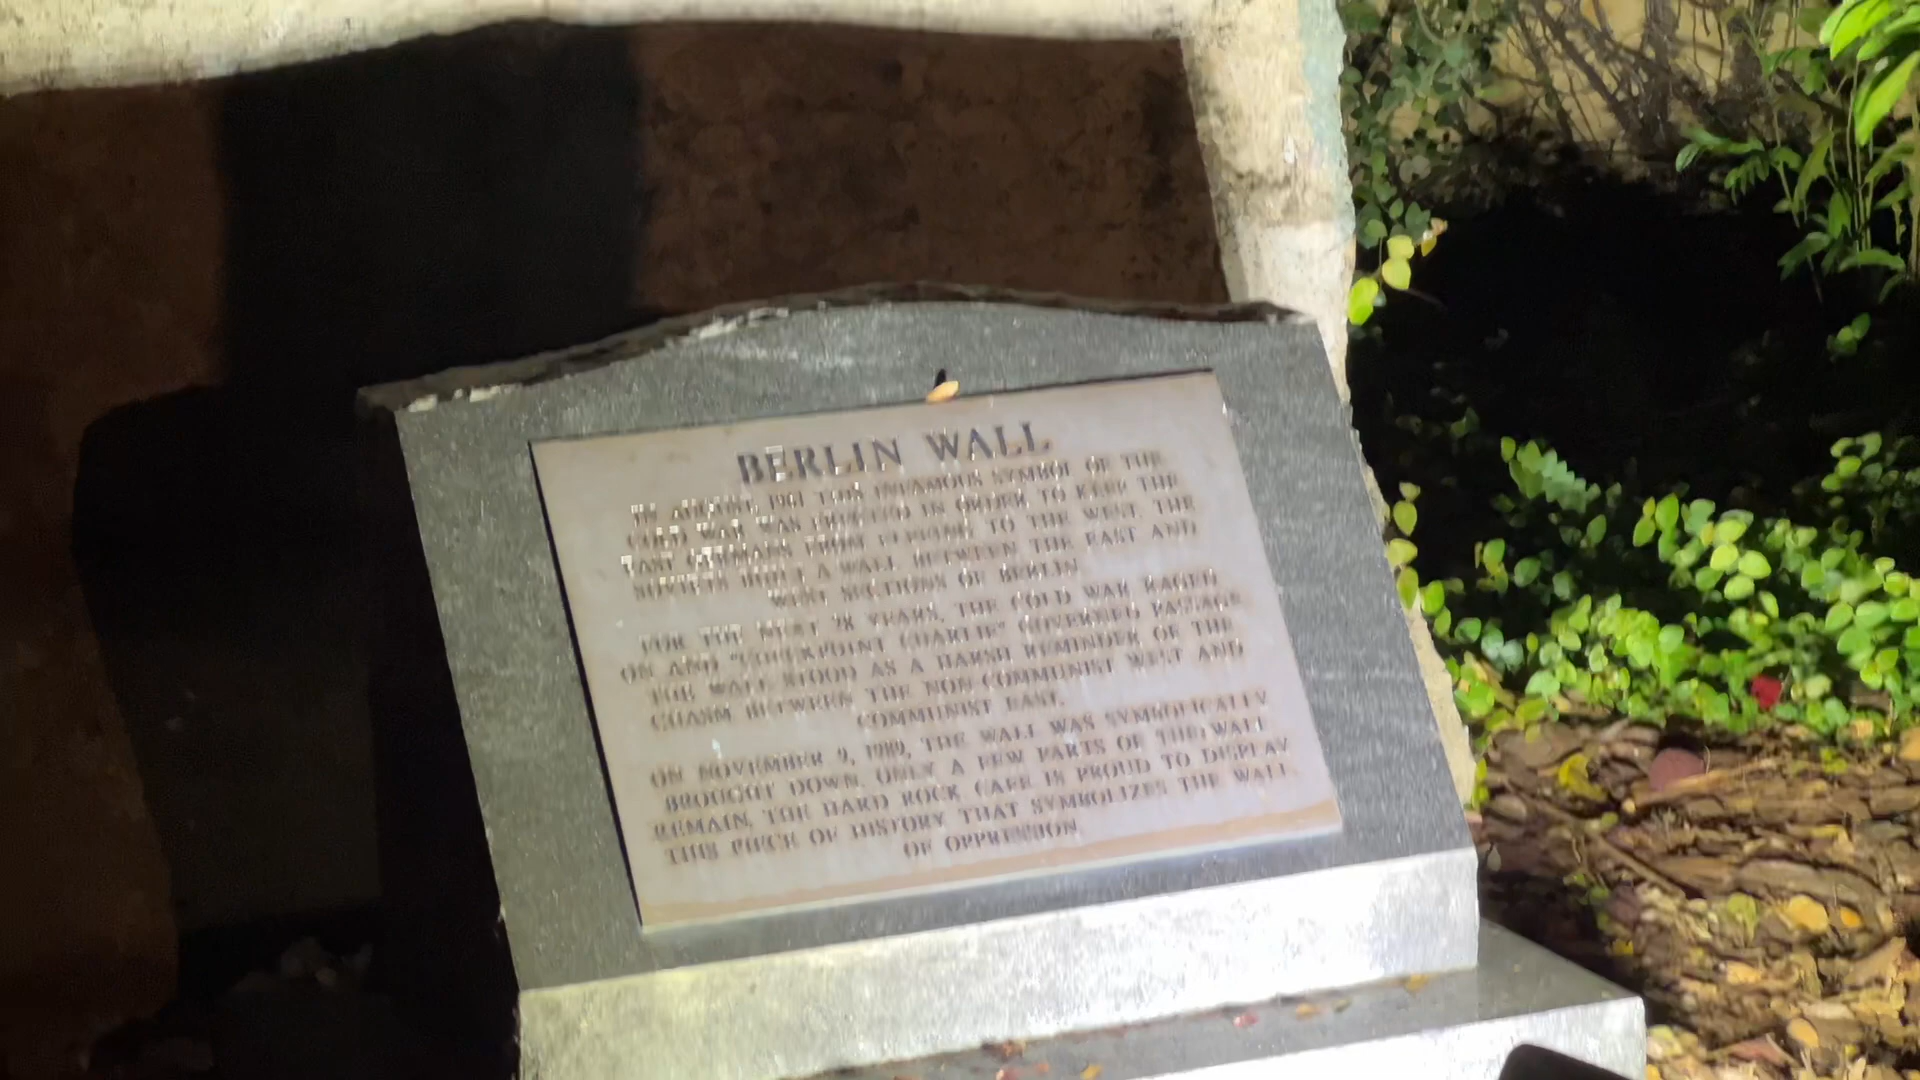 BERLIN WALL
IN AUGUST, 1961 THIS INFAMOUS SYMBOL OF THE
COLD WAR WAS ERECTED IN ORDER TO KEEP THE
EAST GERMANS FROM FLEEING TO THE WEST. THE
SOVIETS BUILT A WALL BETWEEN THE EAST AND
WEST SECTIONS OF BERLIN.
FOR THE NEXT 28 YEARS, THE COLD WAR RAGED
ON AND "CHECKPOINT CHARLIE" GOVERNED PASSAGE.
THE WALL STOOD AS A HARSH REMINDER OF THE
CHASM BETWEEN THE NON COMMUNIST WEST AND
COMMUNIST EAST.
ON NOVEMBER 9, 1989, THE WALL WAS SYMBOLICALLY
BROUGHT DOWN. ONLY A FEW PARTS OF THE WALL
REMAIN. THE HARD ROCK CAFE IS PROUD TO DISPLAY
THIS PIECE OF HISTORY THAT SYMBOLIZES THE WALL
OF OPPRESSION.